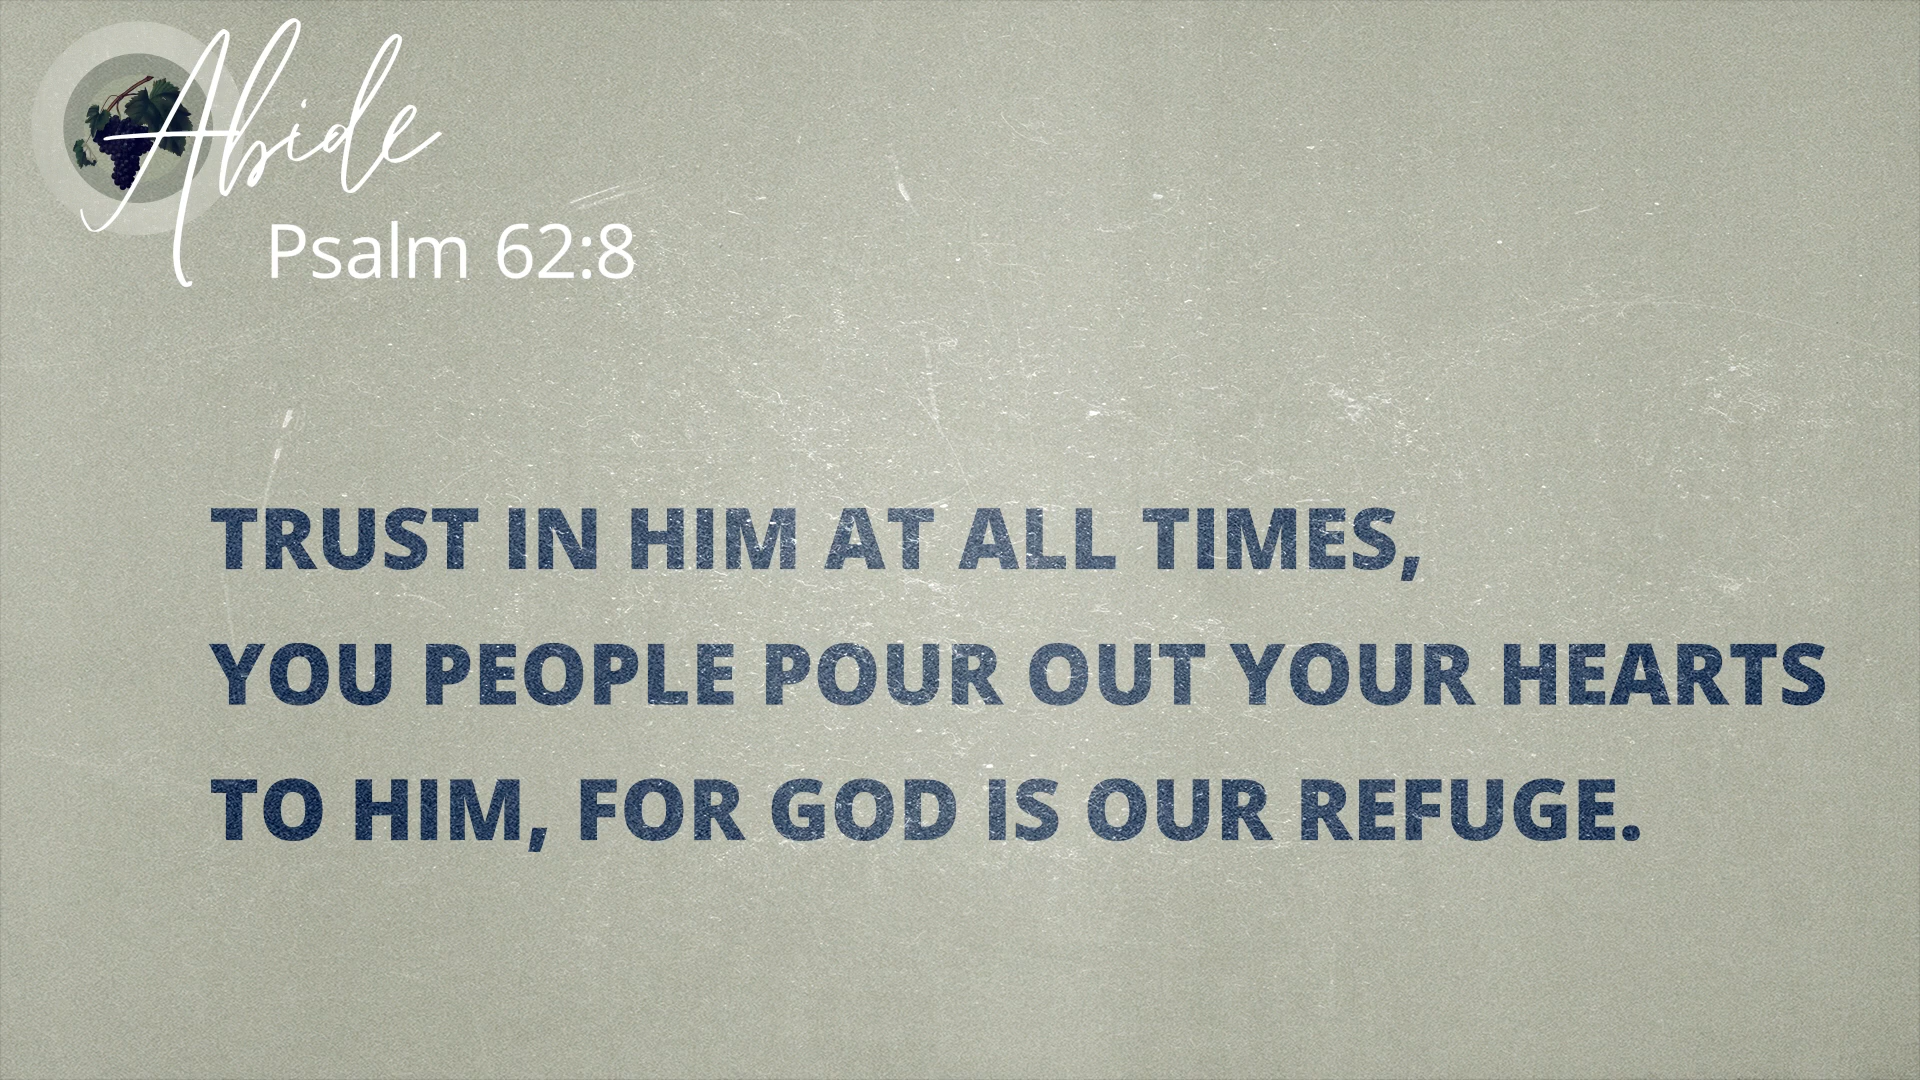 Abide
Psalm 62:8
TRUST IN HIM AT ALL TIMES,
YOU PEOPLE POUR OUT YOUR HEARTS
TO HIM, FOR GOD IS OUR REFUGE.